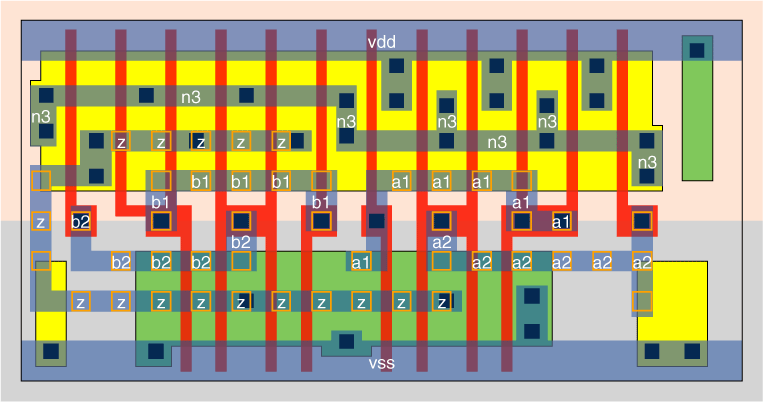 vdd
n3
n3 n3 n3
z z z z z n3
n3
b1 b1 b1 a1 a1 a1
b1 a1
z b2 a1
b2 a2
b2 b2 b2 a1 a2 a2 a2 a2 a2
z z z z z z z z z z
vss